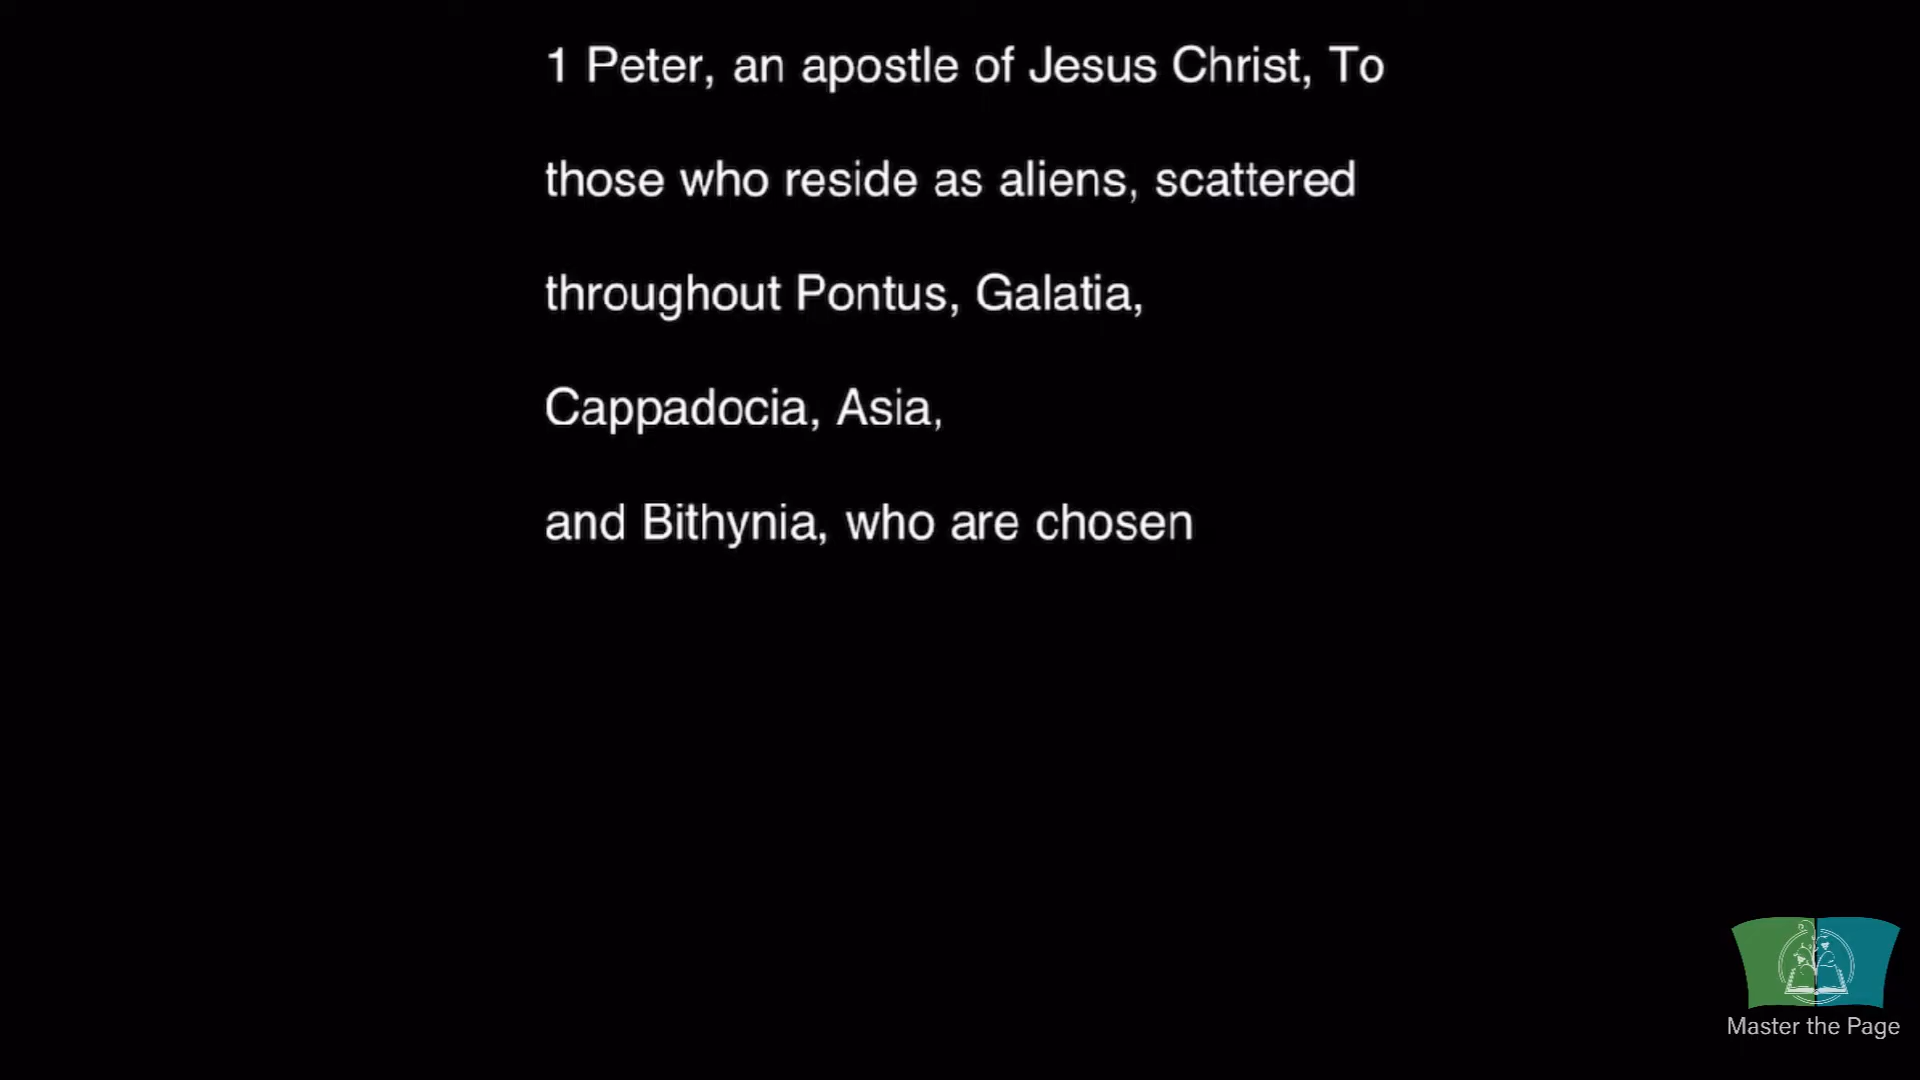 1 Peter, an apostle of Jesus Christ, To
those who reside as aliens, scattered
throughout Pontus, Galatia,
Cappadocia, Asia,
and Bithynia, who are chosen
Master the Page